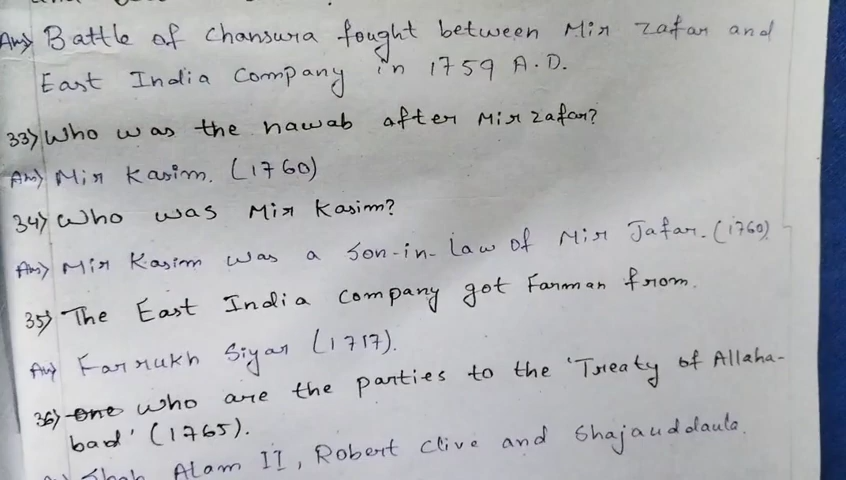 Ans) Battle of Chansura fought between Mir Zafar and
East India Company in 1759 A.D.
33) Who was the nawab after Mir Zafar?
Ans) Mir Kasim. (1760)
34) Who was Mir Kasim?
Ans) Mir Kasim was a Son-in-Law of Mir Jafar. (1760)
35) The East India Company got Farman from.
Ans) Farrukh Siyar (1717).
36) One Who are the parties to the 'Treaty of Allaha-
bad' (1765).
Shah Alam II, Robert Clive and Shajauddaula.